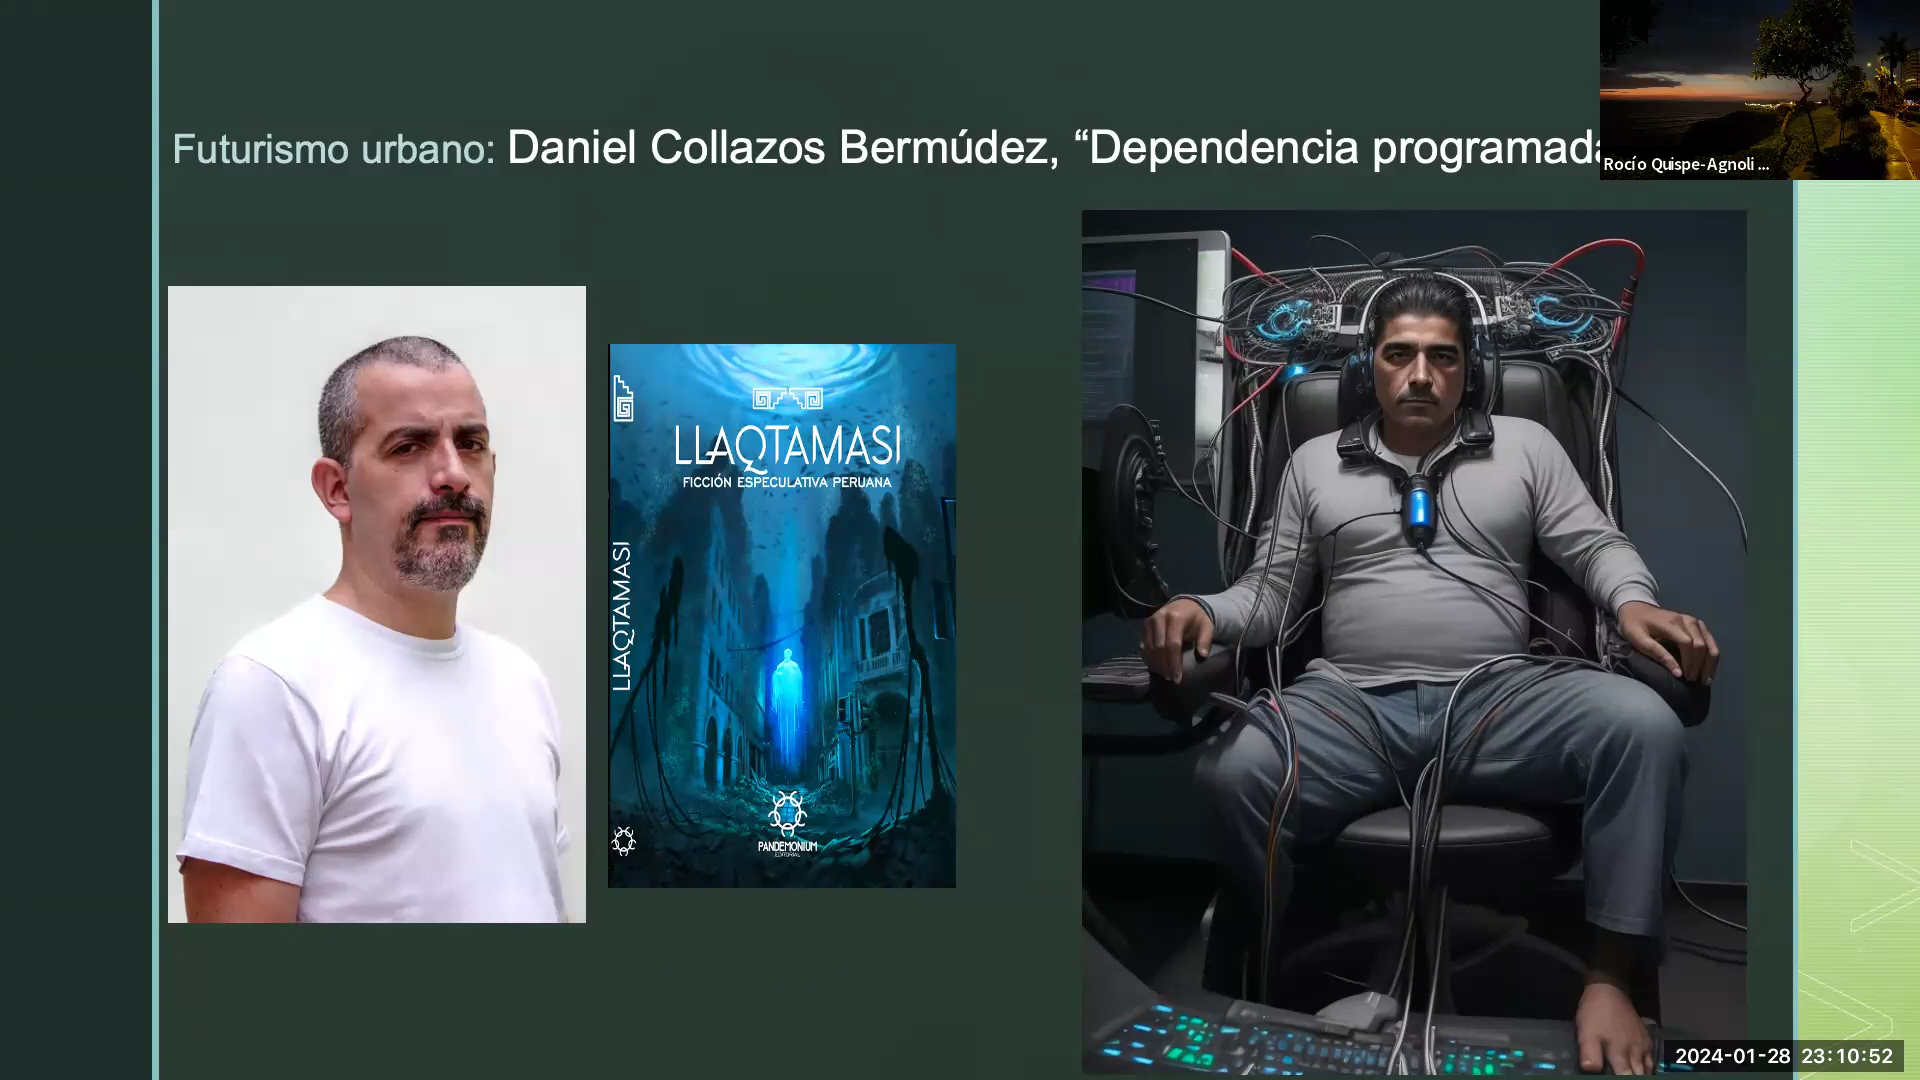 Futurismo urbano: Daniel Collazos Bermúdez, “Dependencia programada
Rocío Quispe-Agnoli ...
LLAQTAMASI
FICCIÓN ESPECULATIVA PERUANA
LLAQTAMASI
PANDEMONIUM
EDITORIAL
2024-01-28 23:10:52